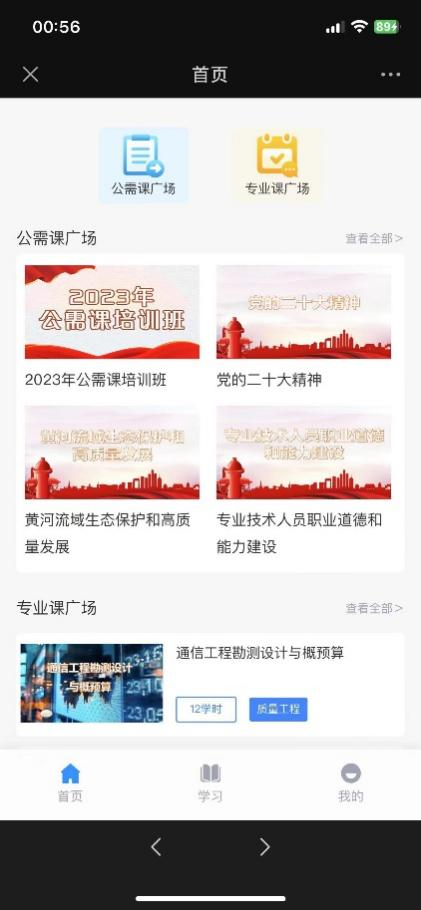 00:56
89
首页
公需课广场
专业课广场
公需课广场
查看全部>
2023年
公需课培训班
党的二十大精神
2023年公需课培训班
党的二十大精神
黄河流域生态保护和
高质量发展
专业技术人员职业道德
和能力建设
黄河流域生态保护和高质
量发展
专业技术人员职业道德和
能力建设
专业课广场
查看全部>
通信工程勘测设计
与概预算
通信工程勘测设计与概预算
12学时
质量工程
首页
学习
我的